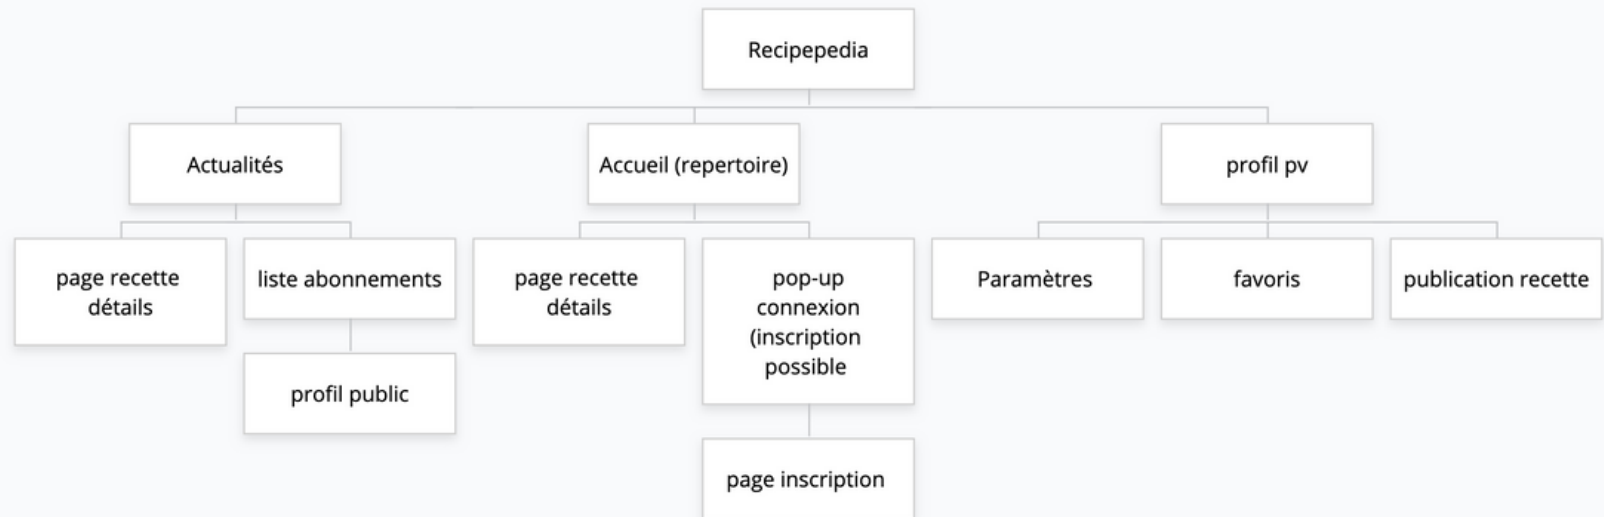 Recipepedia
Actualités
Accueil (repertoire)
profil pv
page recette
détails
liste abonnements
page recette
détails
pop-up
connexion
(inscription
possible
Paramètres
favoris
publication recette
profil public
page inscription